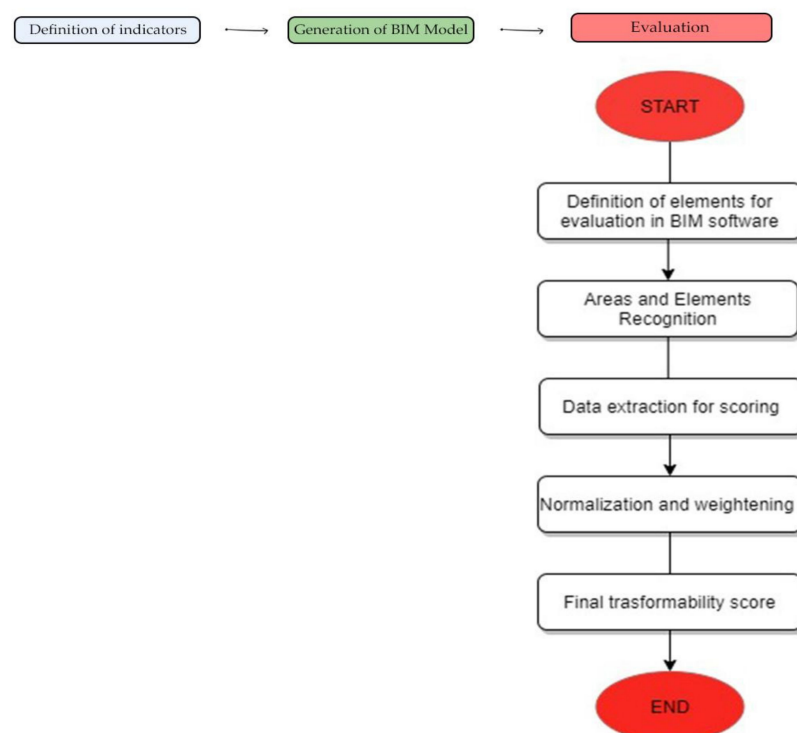 Definition of indicators
Generation of BIM Model
Evaluation
START
Definition of elements for
evaluation in BIM software
Areas and Elements
Recognition
Data extraction for scoring
Normalization and weightening
Final trasformability score
END